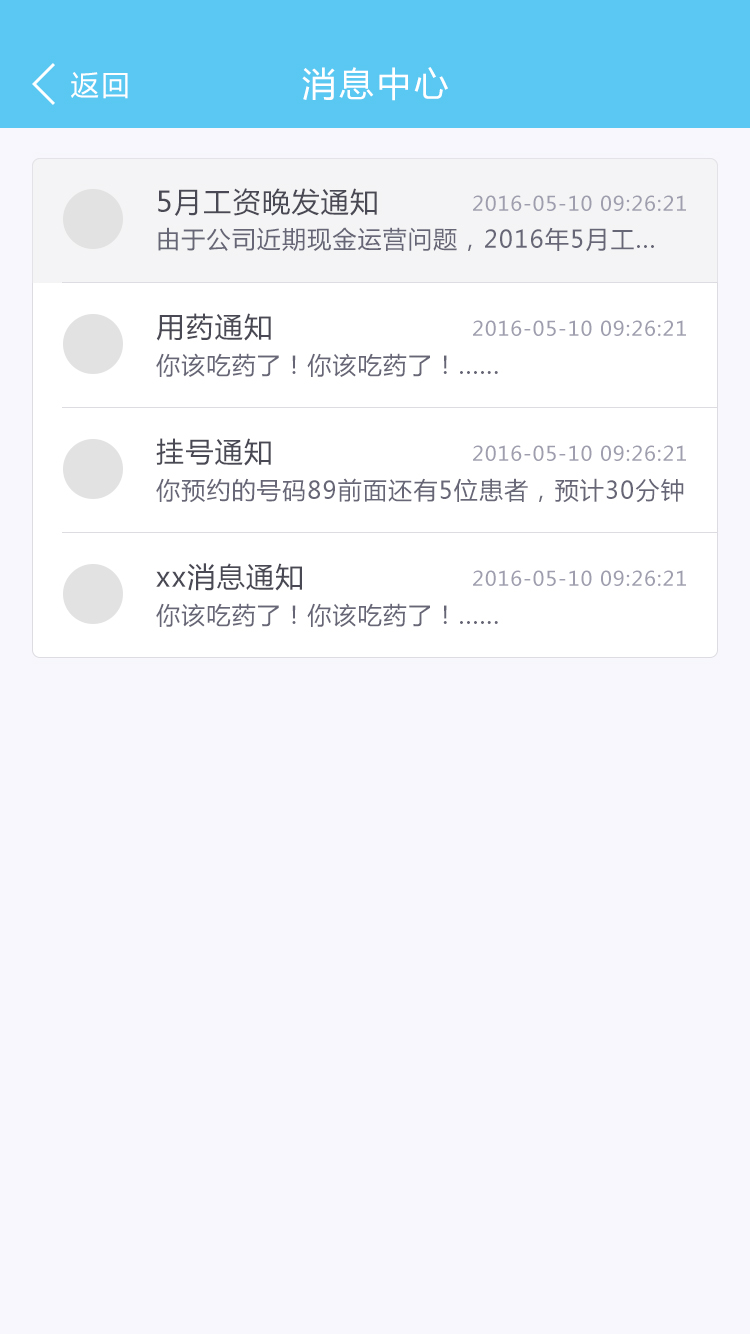 返回
消息中心
5月工资晚发通知
2016-05-10 09:26:21
由于公司近期现金运营问题，2016年5月工...
用药通知
2016-05-10 09:26:21
你该吃药了！你该吃药了！......
挂号通知
2016-05-10 09:26:21
你预约的号码89前面还有5位患者，预计30分钟
xx消息通知
2016-05-10 09:26:21
你该吃药了！你该吃药了！......